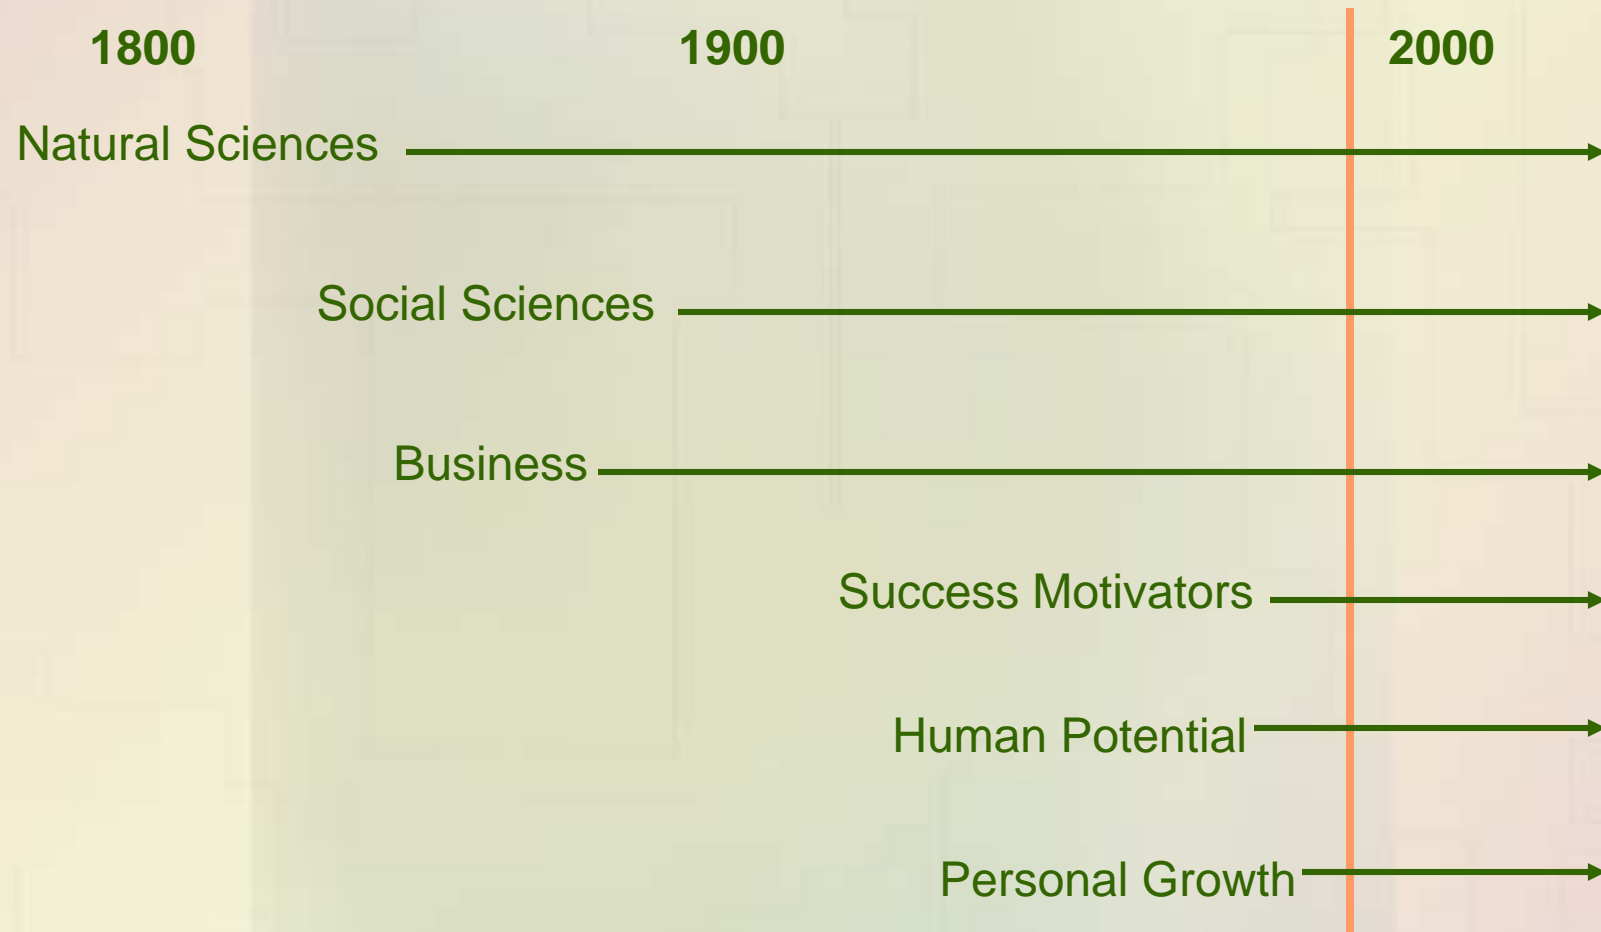 1800 1900 2000
Natural Sciences
Social Sciences
Business
Success Motivators
Human Potential
Personal Growth